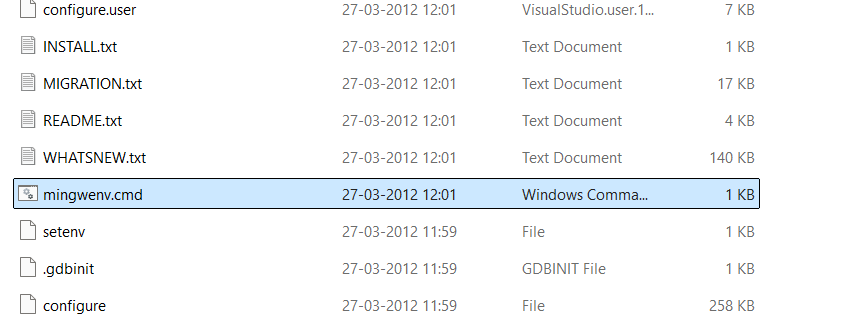 configure.user 27-03-2012 12:01 VisualStudio.user.1... 7 KB
INSTALL.txt 27-03-2012 12:01 Text Document 1 KB
MIGRATION.txt 27-03-2012 12:01 Text Document 17 KB
README.txt 27-03-2012 12:01 Text Document 4 KB
WHATSNEW.txt 27-03-2012 12:01 Text Document 140 KB
mingwenv.cmd 27-03-2012 12:01 Windows Comma... 1 KB
setenv 27-03-2012 11:59 File 1 KB
.gdbinit 27-03-2012 11:59 GDBINIT File 1 KB
configure 27-03-2012 11:59 File 258 KB